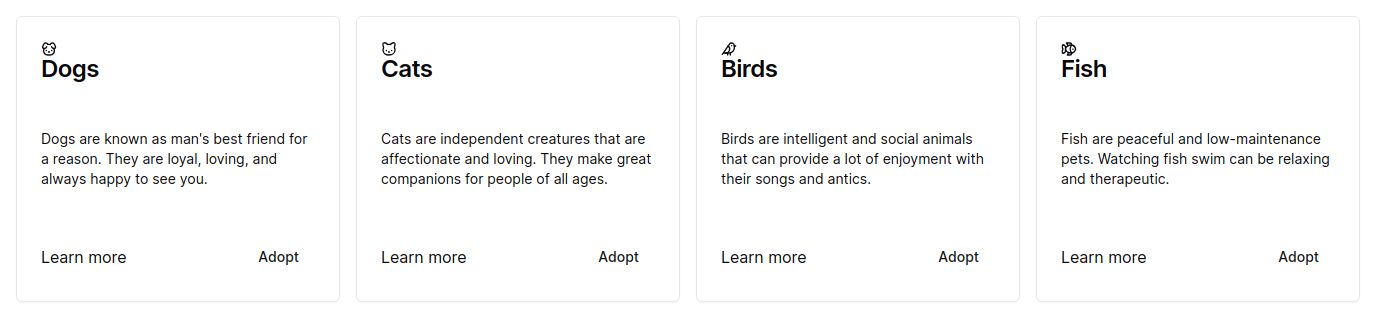 Dogs
Dogs are known as man's best friend for
a reason. They are loyal, loving, and
always happy to see you.
Learn more
Adopt
Cats
Cats are independent creatures that are
affectionate and loving. They make great
companions for people of all ages.
Learn more
Adopt
Birds
Birds are intelligent and social animals
that can provide a lot of enjoyment with
their songs and antics.
Learn more
Adopt
Fish
Fish are peaceful and low-maintenance
pets. Watching fish swim can be relaxing
and therapeutic.
Learn more
Adopt